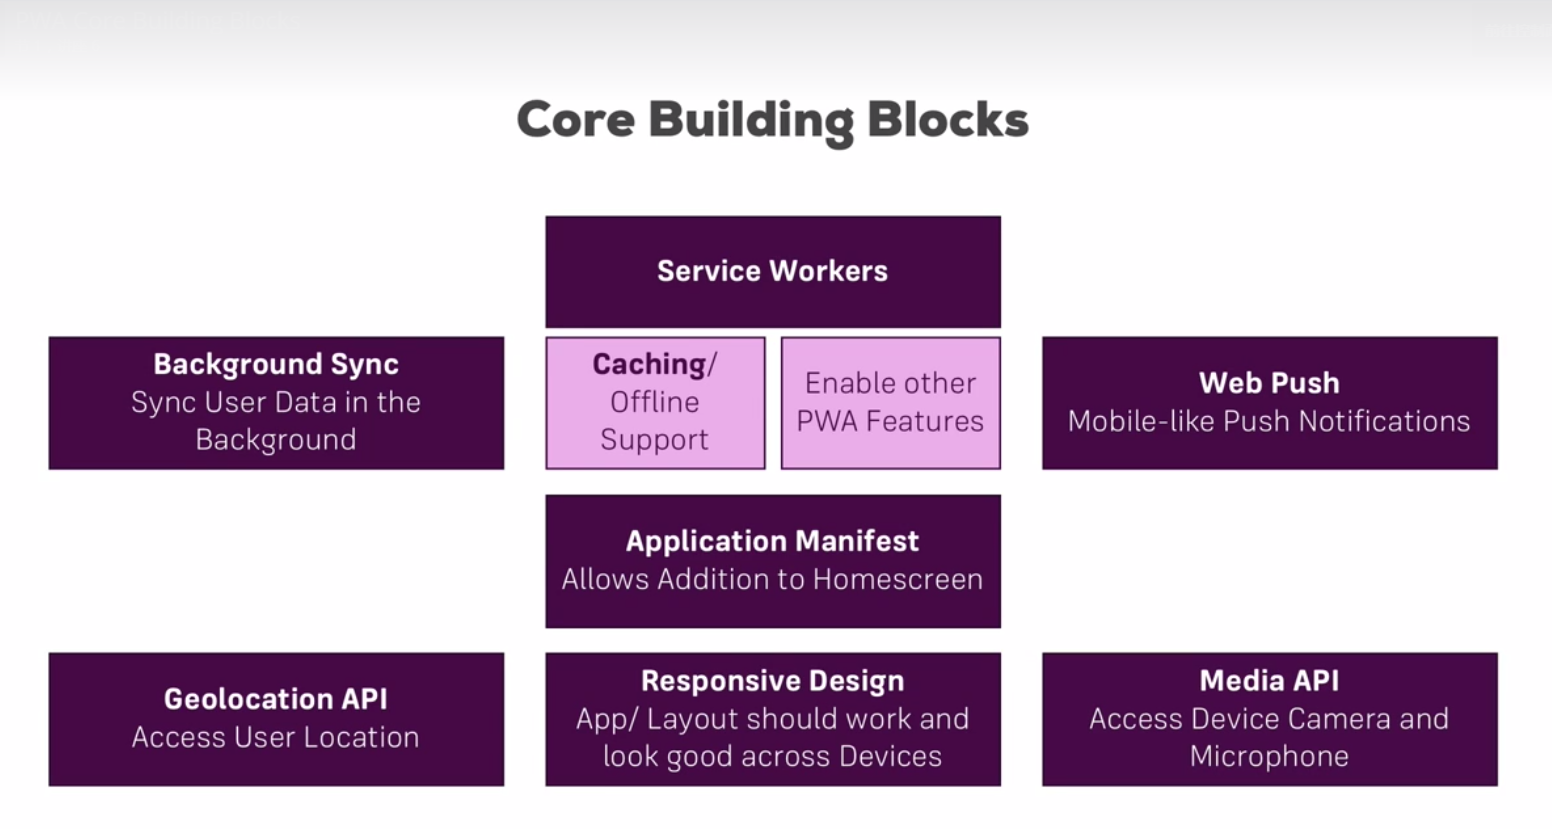 Core Building Blocks
Service Workers
Background Sync
Sync User Data in the
Background
Caching/
Offline
Support
Enable other
PWA Features
Web Push
Mobile-like Push Notifications
Application Manifest
Allows Addition to Homescreen
Geolocation API
Access User Location
Responsive Design
App/ Layout should work and
look good across Devices
Media API
Access Device Camera and
Microphone